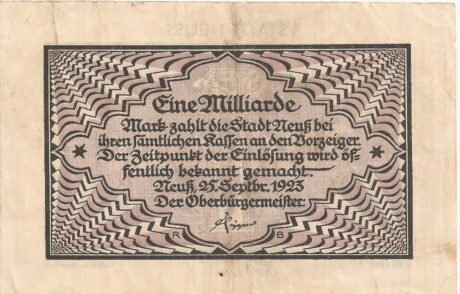 Eine Milliarde
Mark zahlt die Stadt Neuß bei
ihren sämtlichen Kassen an den Vorzeiger.
Der Zeitpunkt der Einlösung wird öf-
fentlich bekannt gemacht.
Neuß, 25. Septbr. 1923
Der Oberbürgermeister:
R B